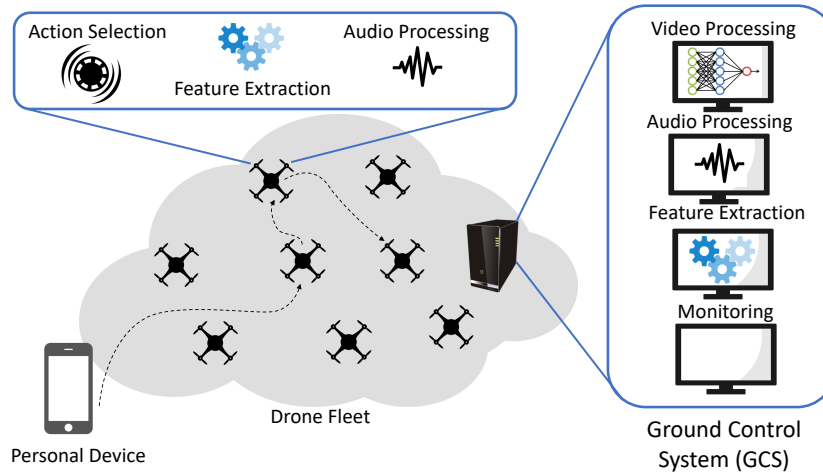 Action Selection
Feature Extraction
Audio Processing
Video Processing
Audio Processing
Feature Extraction
Monitoring
Drone Fleet
Personal Device
Ground Control
System (GCS)